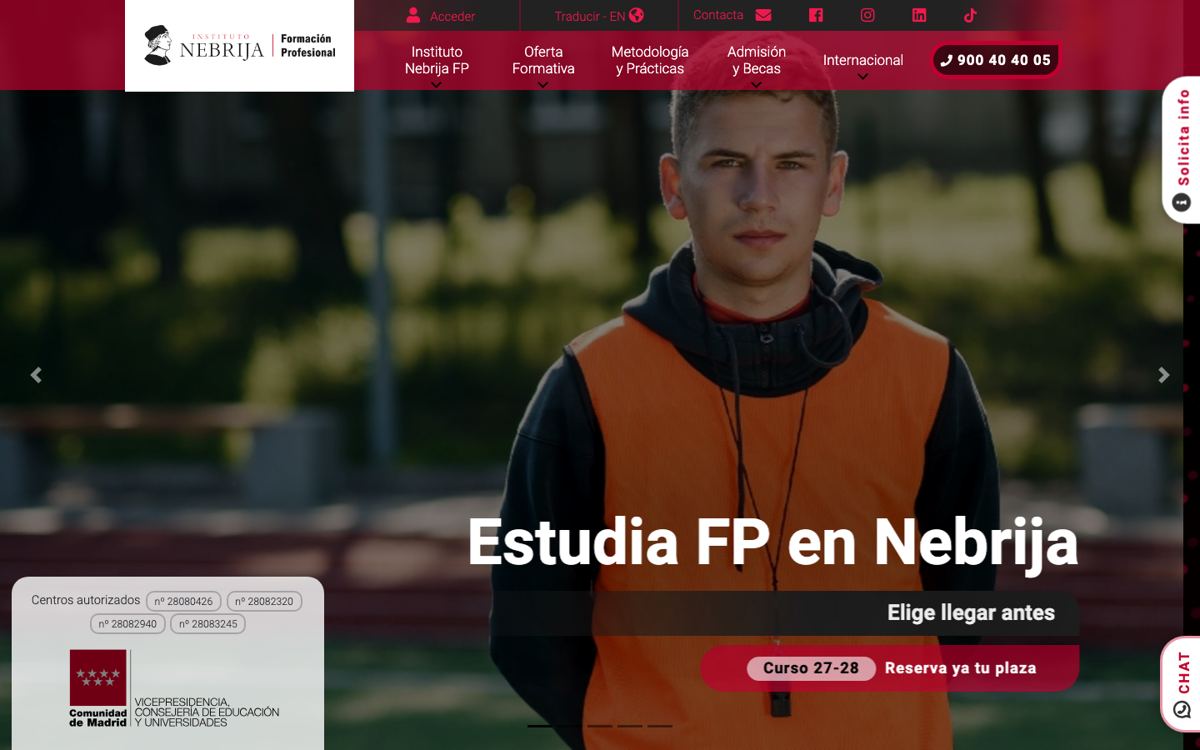 INSTITUTO
NEBRIJA
Formación
Profesional
Acceder
Traducir - EN
Contacta
Instituto
Nebrija FP
Oferta
Formativa
Metodología
y Prácticas
Admisión
y Becas
Internacional
900 40 40 05
Solicita info
Estudia FP en Nebrija
Elige llegar antes
Curso 27-28 Reserva ya tu plaza
Centros autorizados nº 28080426 nº 28082320
nº 28082940 nº 28083245
Comunidad
de Madrid
VICEPRESIDENCIA,
CONSEJERÍA DE EDUCACIÓN
Y UNIVERSIDADES
CHAT